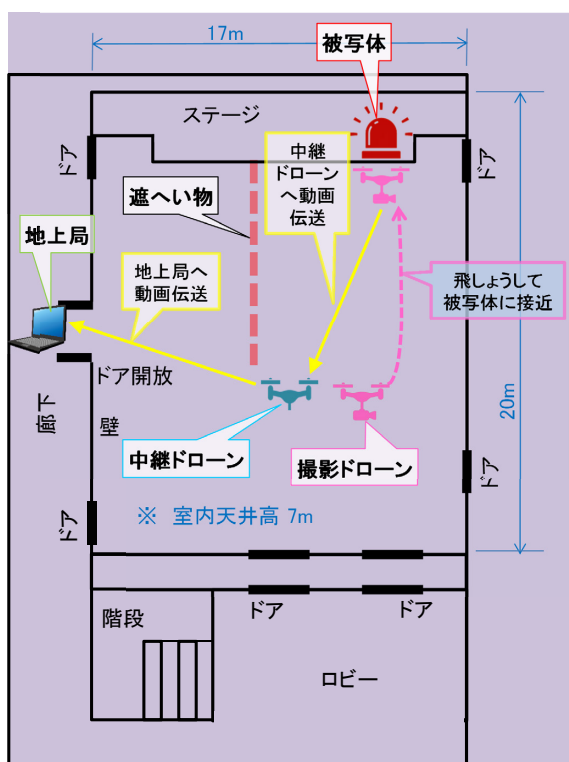 17m
被写体
ステージ
ドア
ドア
中継
ドローン
へ動画
伝送
遮へい物
地上局
地上局へ
動画伝送
飛しょうして
被写体に接近
ドア開放
廊下
壁
20m
中継ドローン
撮影ドローン
ドア
※ 室内天井高 7m
ドア
階段
ドア
ドア
ロビー